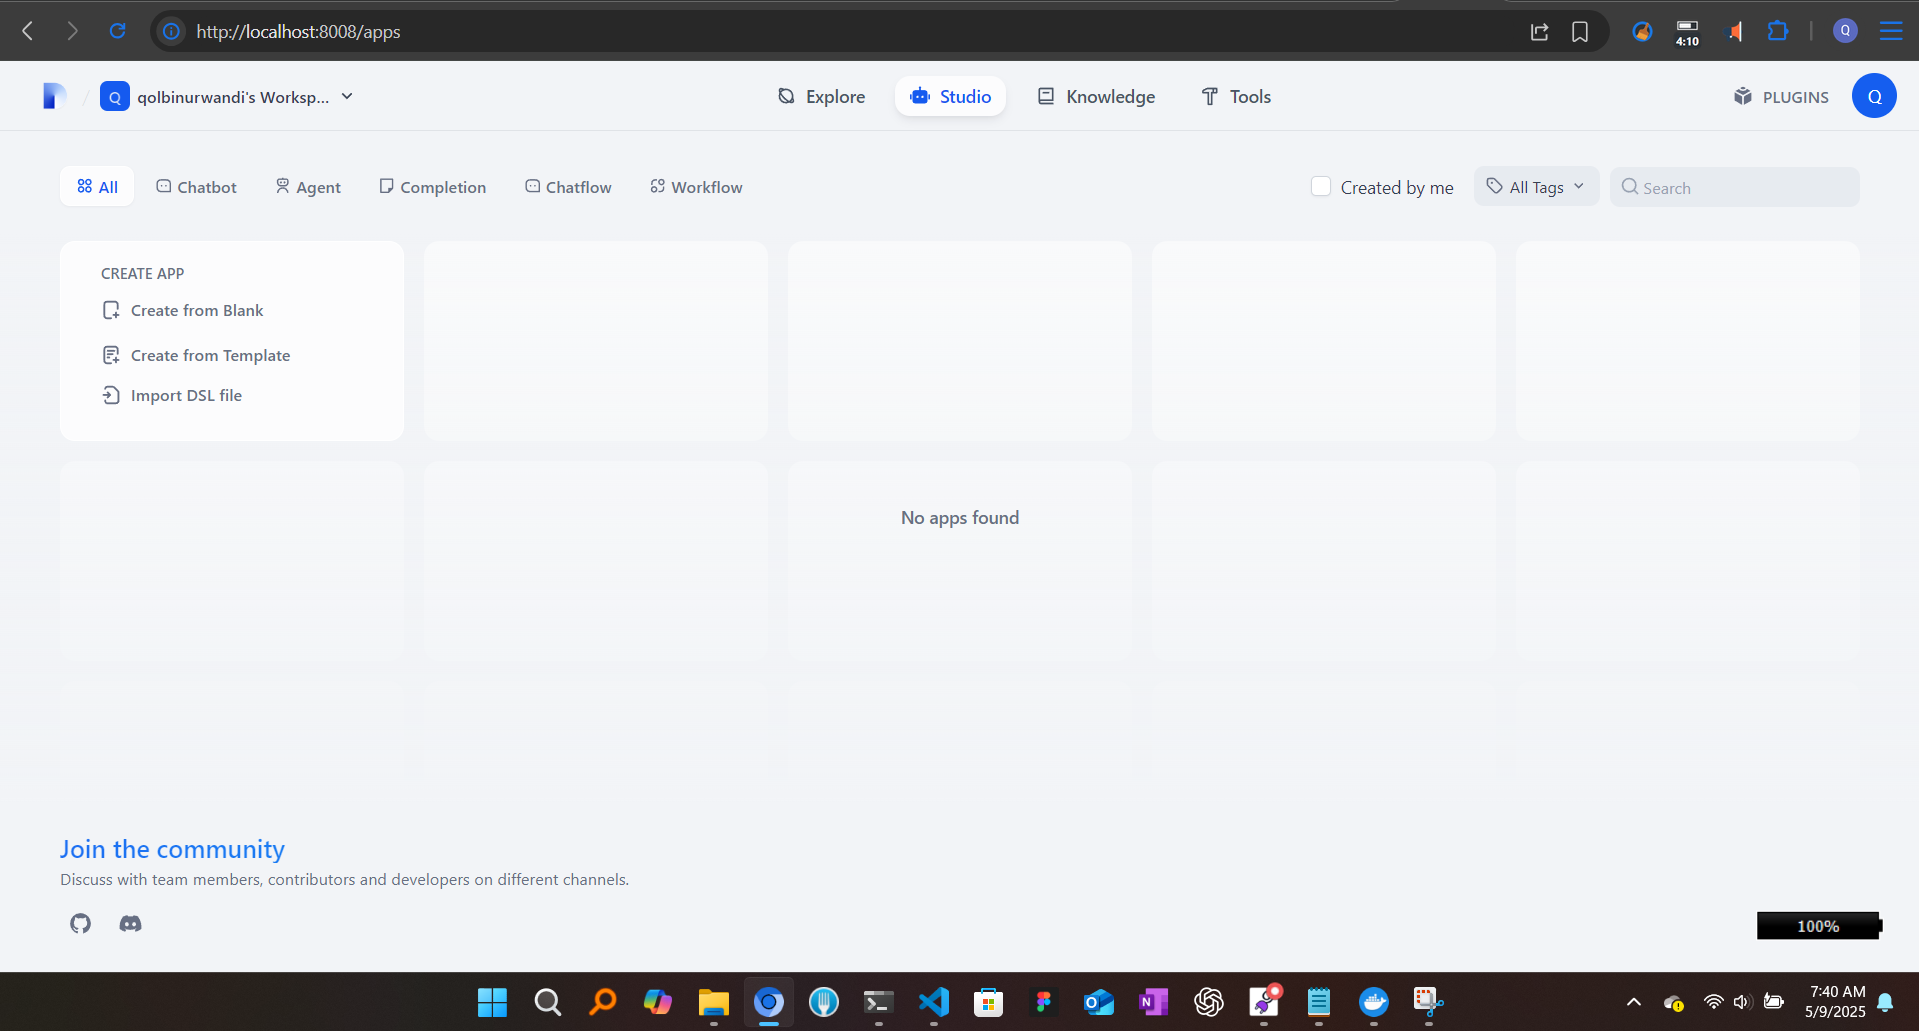 http://localhost:8008/apps
4:10
Q
Q
qolbinurwandi's Worksp...
Explore
Studio
Knowledge
Tools
PLUGINS
Q
All
Chatbot
Agent
Completion
Chatflow
Workflow
Created by me
All Tags
Search
CREATE APP
Create from Blank
Create from Template
Import DSL file
No apps found
Join the community
Discuss with team members, contributors and developers on different channels.
100%
7:40 AM
5/9/2025